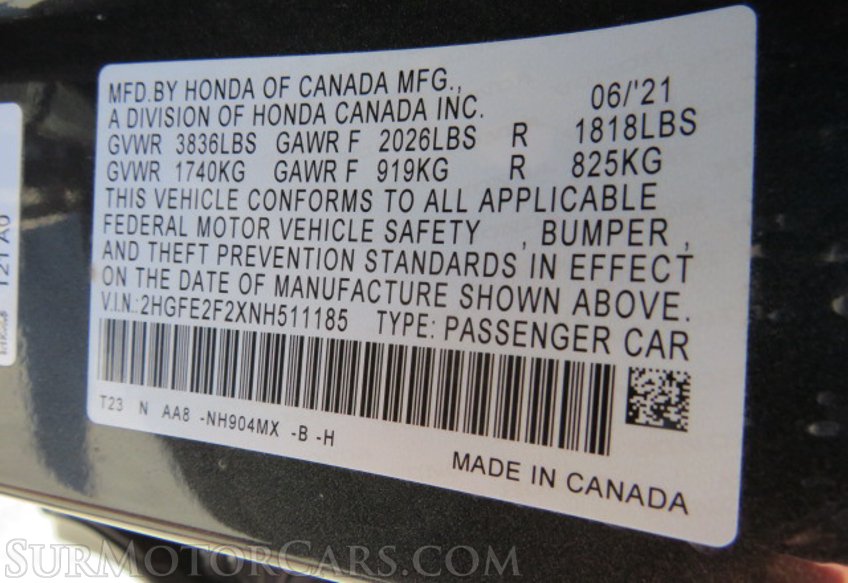 MFD.BY HONDA OF CANADA MFG., 06/'21
A DIVISION OF HONDA CANADA INC.
GVWR 3836LBS GAWR F 2026LBS R 1818LBS
GVWR 1740KG GAWR F 919KG R 825KG
THIS VEHICLE CONFORMS TO ALL APPLICABLE
FEDERAL MOTOR VEHICLE SAFETY , BUMPER ,
AND THEFT PREVENTION STANDARDS IN EFFECT
ON THE DATE OF MANUFACTURE SHOWN ABOVE.
V.I.N.:2HGFE2F2XNH511185 TYPE: PASSENGER CAR
T23 N AA8 -NH904MX -B -H
MADE IN CANADA
SURMOTORCARS.COM